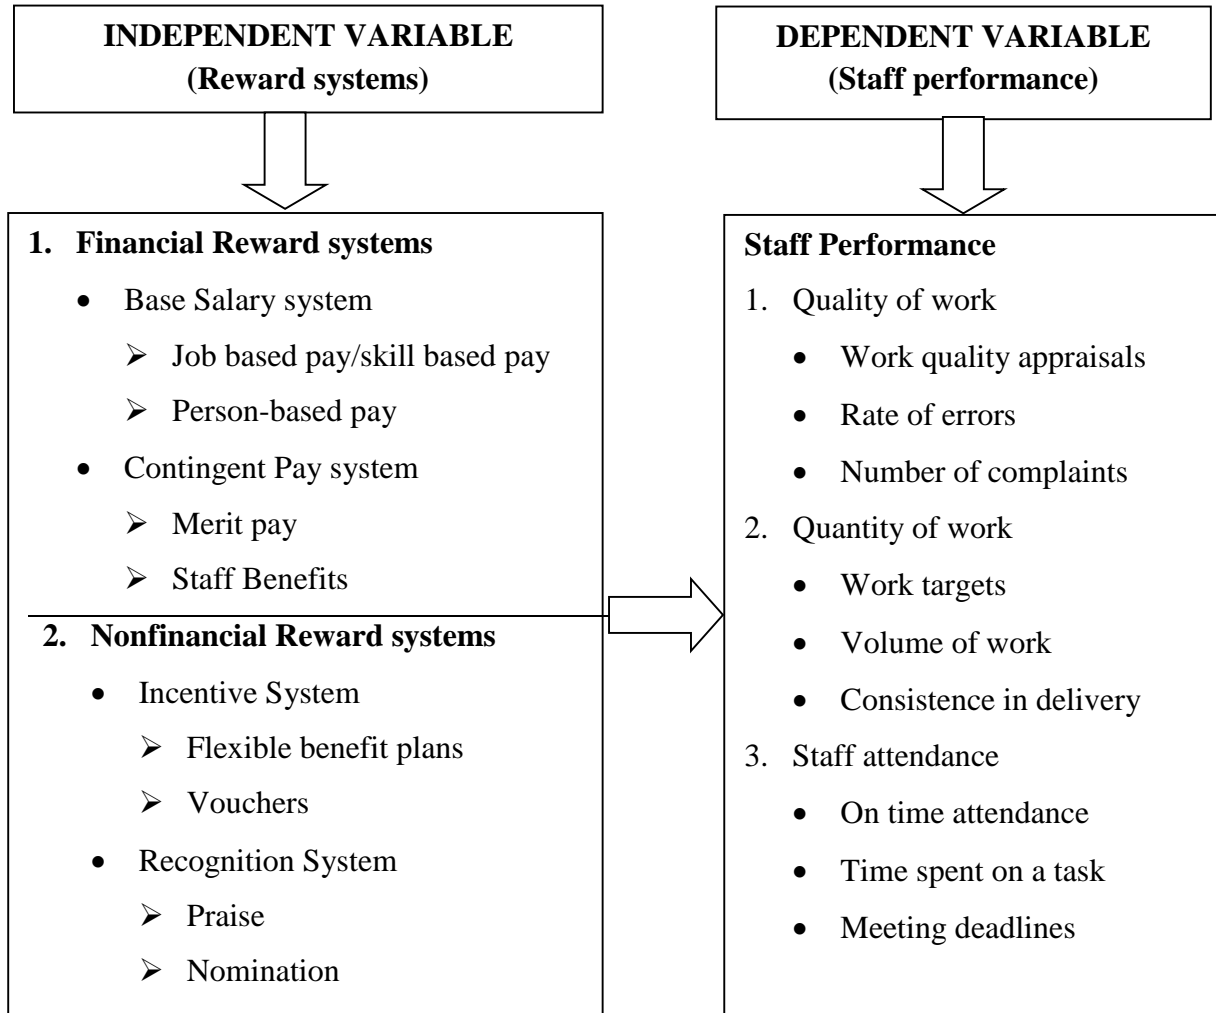 INDEPENDENT VARIABLE
(Reward systems)
1. Financial Reward systems
• Base Salary system
➢ Job based pay/skill based pay
➢ Person-based pay
• Contingent Pay system
➢ Merit pay
➢ Staff Benefits
2. Nonfinancial Reward systems
• Incentive System
➢ Flexible benefit plans
➢ Vouchers
• Recognition System
➢ Praise
➢ Nomination
DEPENDENT VARIABLE
(Staff performance)
Staff Performance
1. Quality of work
• Work quality appraisals
• Rate of errors
• Number of complaints
2. Quantity of work
• Work targets
• Volume of work
• Consistence in delivery
3. Staff attendance
• On time attendance
• Time spent on a task
• Meeting deadlines